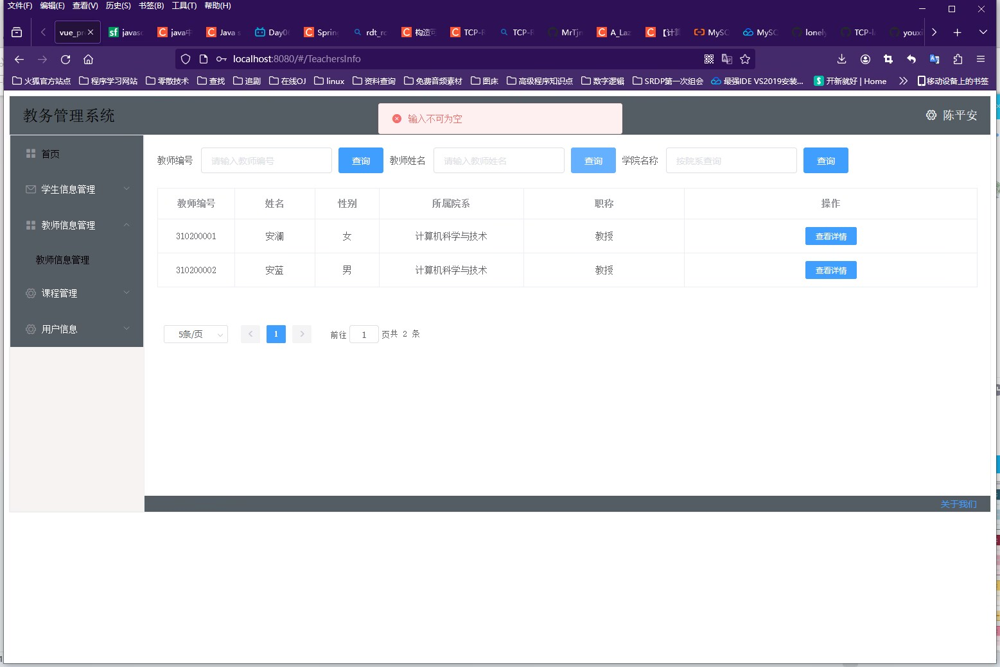 文件(F) 编辑(E) 查看(V) 历史(S) 书签(B) 工具(T) 帮助(H)
vue_pr javasc java中 Java s Day0 Sprin rdt_rc 构造 TCP-R TCP-R MrTjn A_Laz 【计算 MySC MySC lonely TCP-la youxi
localhost:8080/#/TeachersInfo
火狐官方站点 程序学习网站 零散技术 查找 追剧 在线OJ linux 资料查询 免费音频素材 图床 高级程序知识点 数字逻辑 SRDP第一次组会 最强IDE VS2019安装... 开新就好 | Home 移动设备上的书签
教务管理系统
输入不可为空
陈平安
首页
学生信息管理
教师信息管理
教师信息管理
课程管理
用户信息
教师编号 请输入教师编号 查询 教师姓名 请输入教师姓名 查询 学院名称 按院系查询 查询
教师编号 姓名 性别 所属院系 职称 操作
310200001 安澜 女 计算机科学与技术 教授 查看详情
310200002 安蓝 男 计算机科学与技术 教授 查看详情
5条/页 1 前往 1 页共 2 条
关于我们